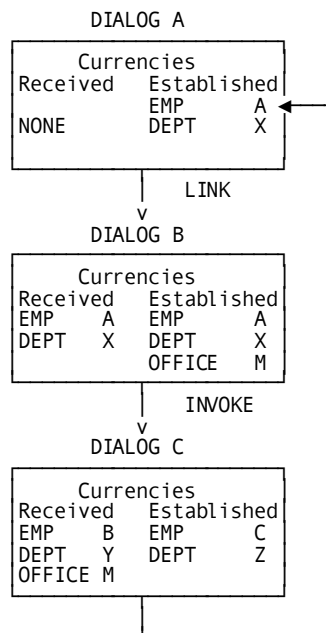 DIALOG A
Currencies
Received Established
EMP A
NONE DEPT X
LINK
DIALOG B
Currencies
Received Established
EMP A EMP A
DEPT X DEPT X
OFFICE M
INVOKE
DIALOG C
Currencies
Received Established
EMP B EMP C
DEPT Y DEPT Z
OFFICE M